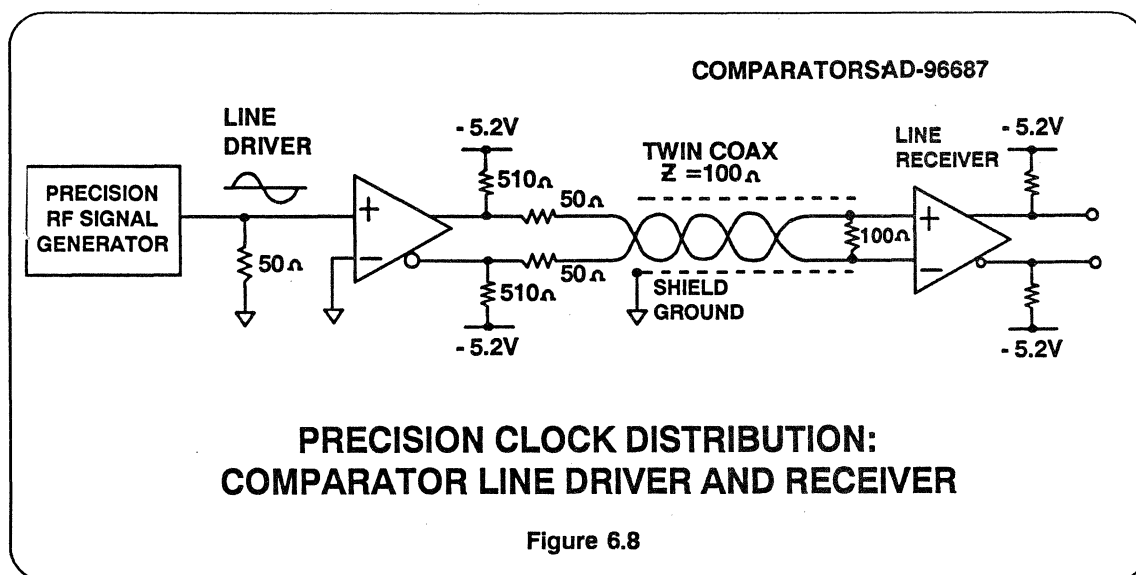 COMPARATORS:AD-96687
LINE
DRIVER
- 5.2V
LINE
RECEIVER
- 5.2V
TWIN COAX
Z = 100Ω
PRECISION
RF SIGNAL
GENERATOR
510Ω
50Ω
+
+
100Ω
50Ω
−
50Ω
−
510Ω
SHIELD
GROUND
- 5.2V
- 5.2V
PRECISION CLOCK DISTRIBUTION:
COMPARATOR LINE DRIVER AND RECEIVER
Figure 6.8